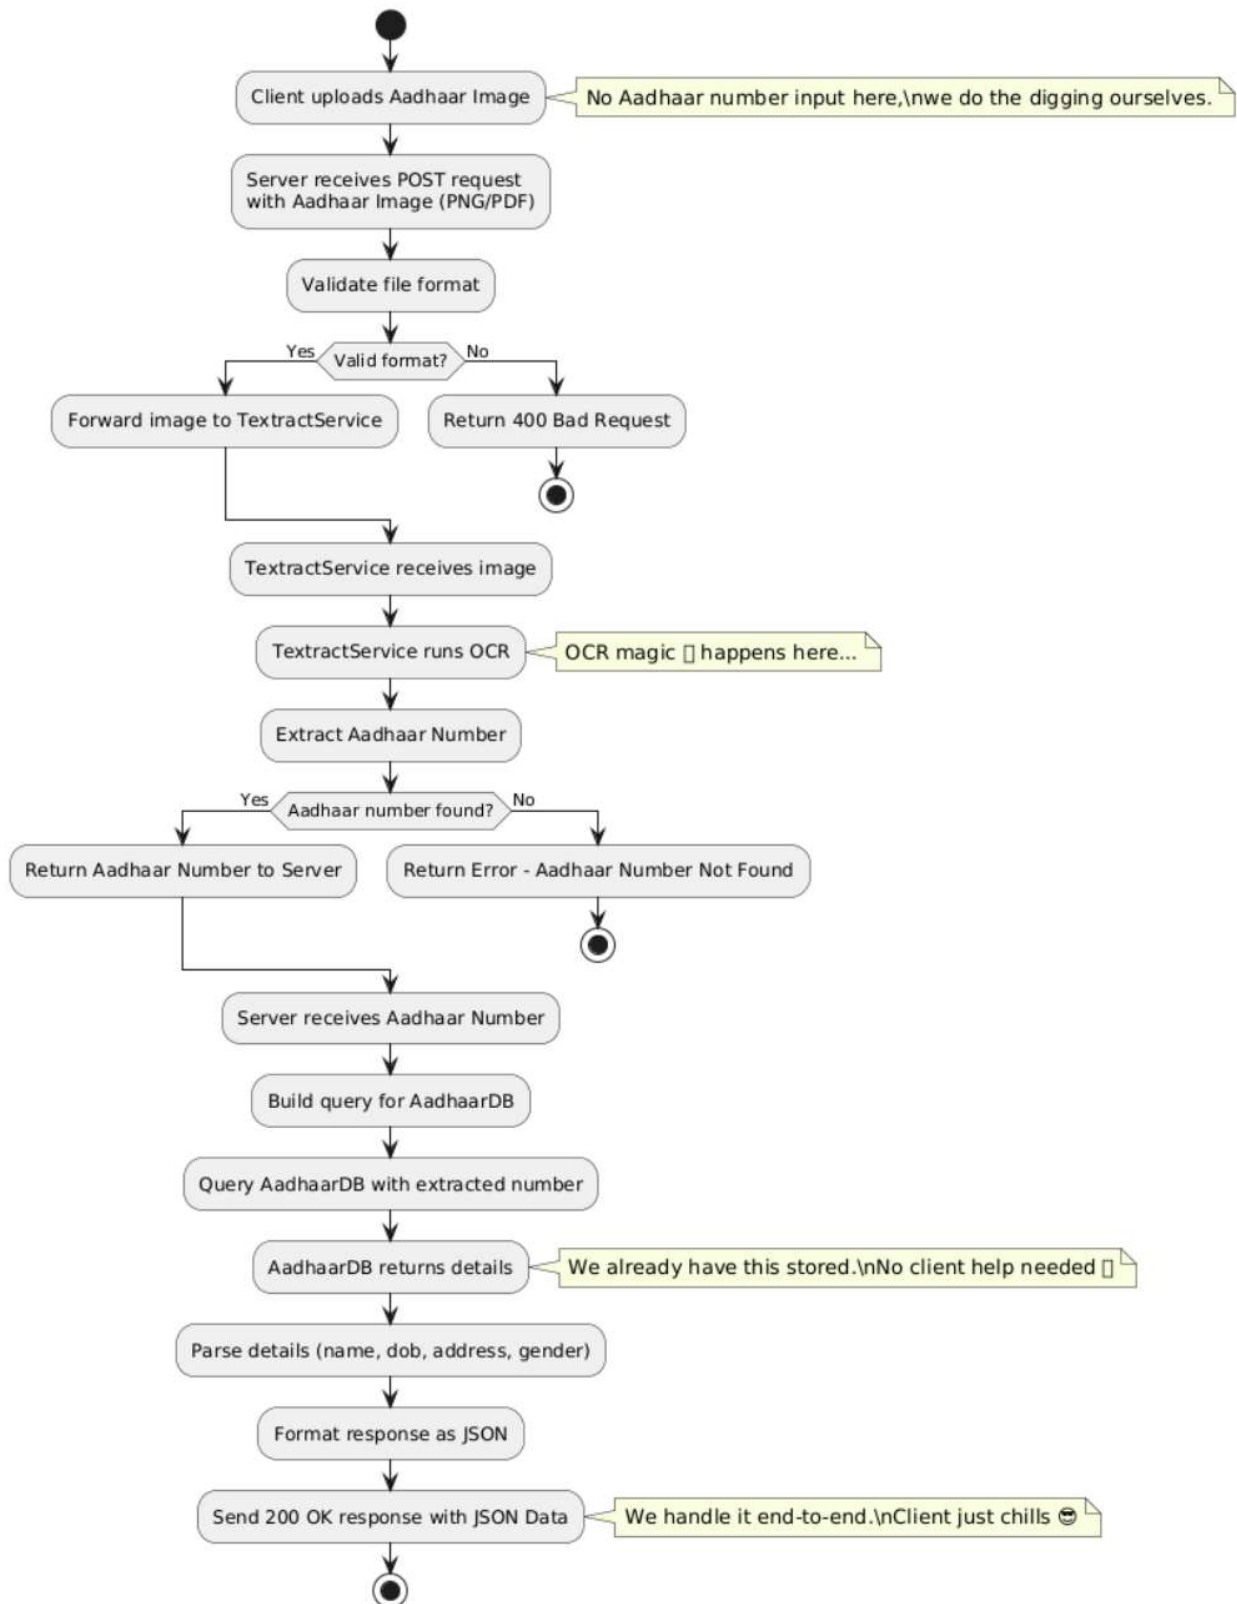 Client uploads Aadhaar Image
No Aadhaar number input here,\nwe do the digging ourselves.
Server receives POST request
with Aadhaar Image (PNG/PDF)
Validate file format
Yes
Valid format?
No
Forward image to TextractService
Return 400 Bad Request
TextractService receives image
TextractService runs OCR
OCR magic ▯ happens here...
Extract Aadhaar Number
Yes
Aadhaar number found?
No
Return Aadhaar Number to Server
Return Error - Aadhaar Number Not Found
Server receives Aadhaar Number
Build query for AadhaarDB
Query AadhaarDB with extracted number
AadhaarDB returns details
We already have this stored.\nNo client help needed ▯
Parse details (name, dob, address, gender)
Format response as JSON
Send 200 OK response with JSON Data
We handle it end-to-end.\nClient just chills 😎